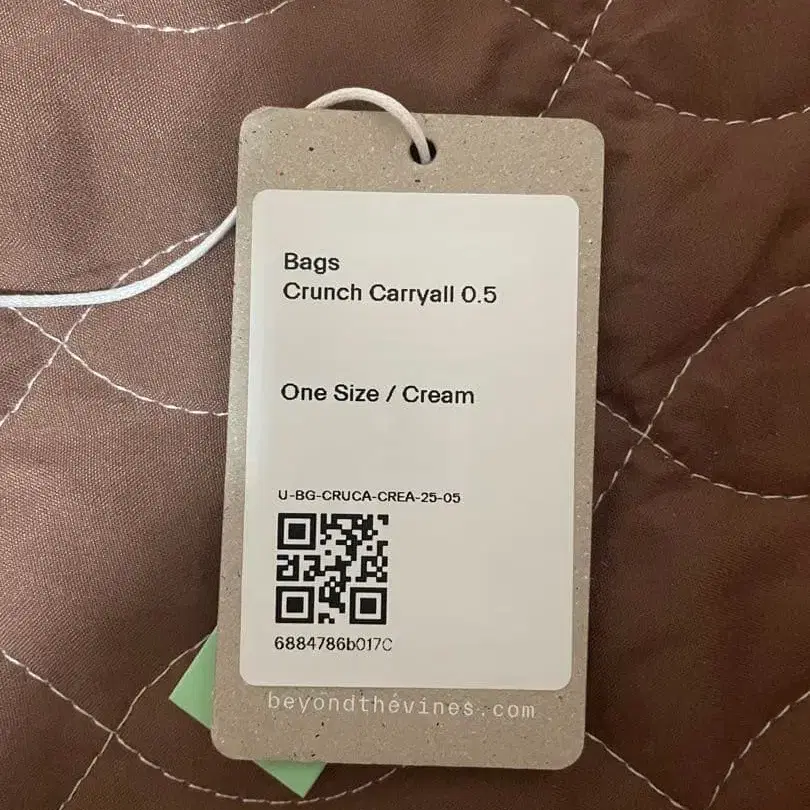 Bags
Crunch Carryall 0.5
One Size / Cream
U-BG-CRUCA-CREA-25-05
6884786b017C
beyondthevines.com